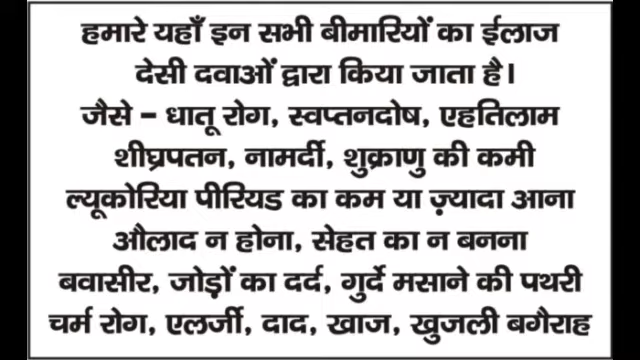 हमारे यहाँ इन सभी बीमारियों का ईलाज
देसी दवाओं द्वारा किया जाता है।
जैसे - धातू रोग, स्वप्तनदोष, एहतिलाम
शीघ्रपतन, नामर्दी, शुक्राणु की कमी
ल्यूकोरिया पीरियड का कम या ज़्यादा आना
औलाद न होना, सेहत का न बनना
बवासीर, जोड़ों का दर्द, गुर्दे मसाने की पथरी
चर्म रोग, एलर्जी, दाद, खाज, खुजली बगैराह